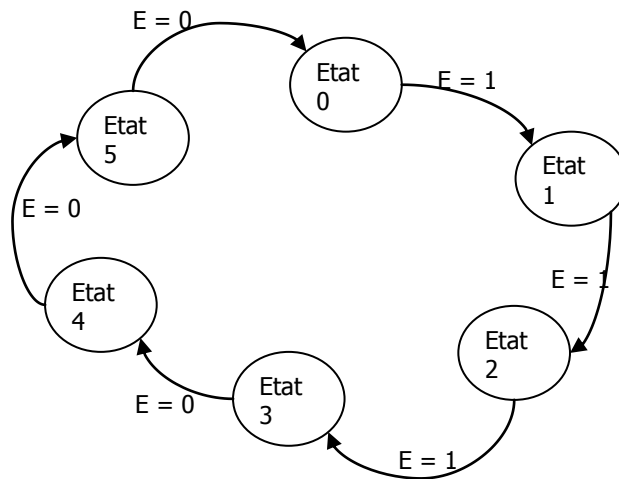 E = 0
Etat
0
E = 1
Etat
1
E = 1
Etat
2
E = 1
Etat
3
E = 0
Etat
4
E = 0
Etat
5